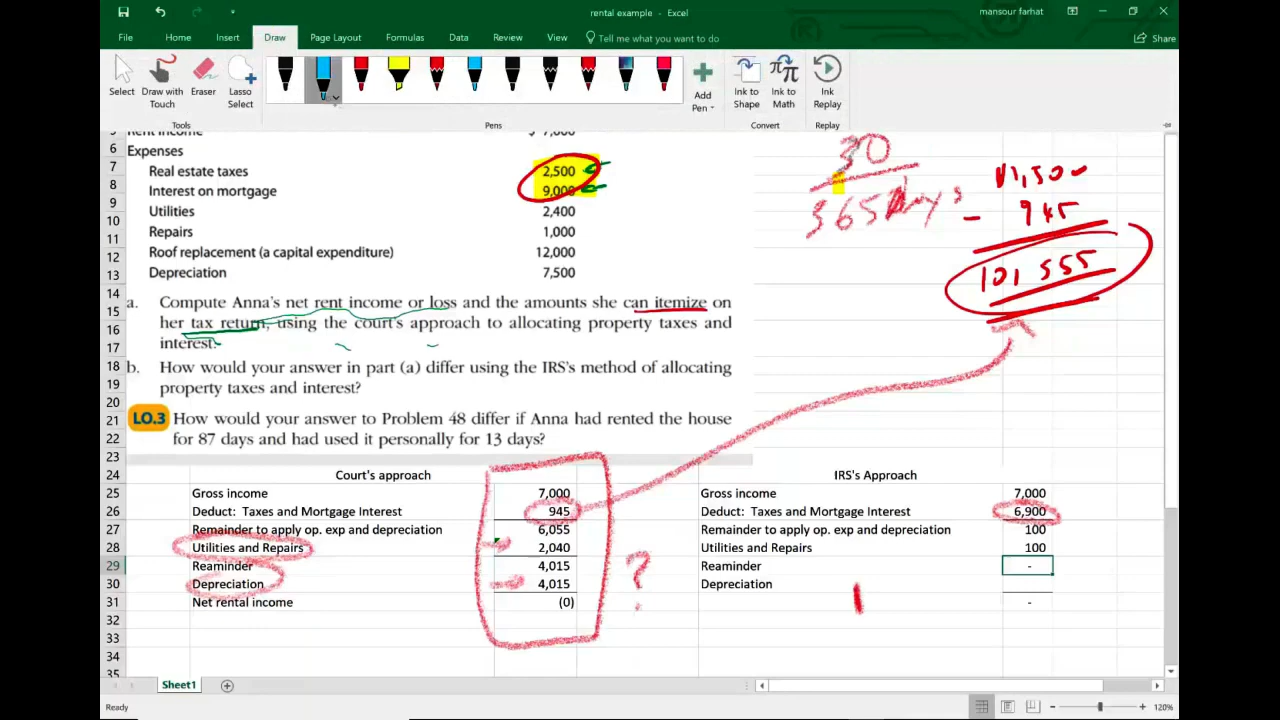 rental example - Excel
mansour farhat
File Home Insert Draw Page Layout Formulas Data Review View Tell me what you want to do Share
Select Draw with Touch Eraser Lasso Select Add Pen Ink to Shape Ink to Math Ink Replay
Tools Pens Convert Replay
Rent income $ 7,000
6 Expenses
7 Real estate taxes 2,500
8 Interest on mortgage 9,000
9
10 Utilities 2,400
11 Repairs 1,000
12 Roof replacement (a capital expenditure) 12,000
13 Depreciation 7,500
30
365 days
11,500
- 945
101 555
14 a. Compute Anna's net rent income or loss and the amounts she can itemize on
15
16 her tax return, using the court's approach to allocating property taxes and
17 interest.
18 b. How would your answer in part (a) differ using the IRS's method of allocating
19 property taxes and interest?
20
21 LO.3 How would your answer to Problem 48 differ if Anna had rented the house
22 for 87 days and had used it personally for 13 days?
23
24 Court's approach IRS's Approach
25 Gross income 7,000 Gross income 7,000
26 Deduct: Taxes and Mortgage Interest 945 Deduct: Taxes and Mortgage Interest 6,900
27 Remainder to apply op. exp and depreciation 6,055 Remainder to apply op. exp and depreciation 100
28 Utilities and Repairs 2,040 Utilities and Repairs 100
29 Reaminder 4,015 ? Reaminder -
30 Depreciation 4,015 Depreciation
31 Net rental income (0) -
32
33
34
35
Sheet1
Ready 120%